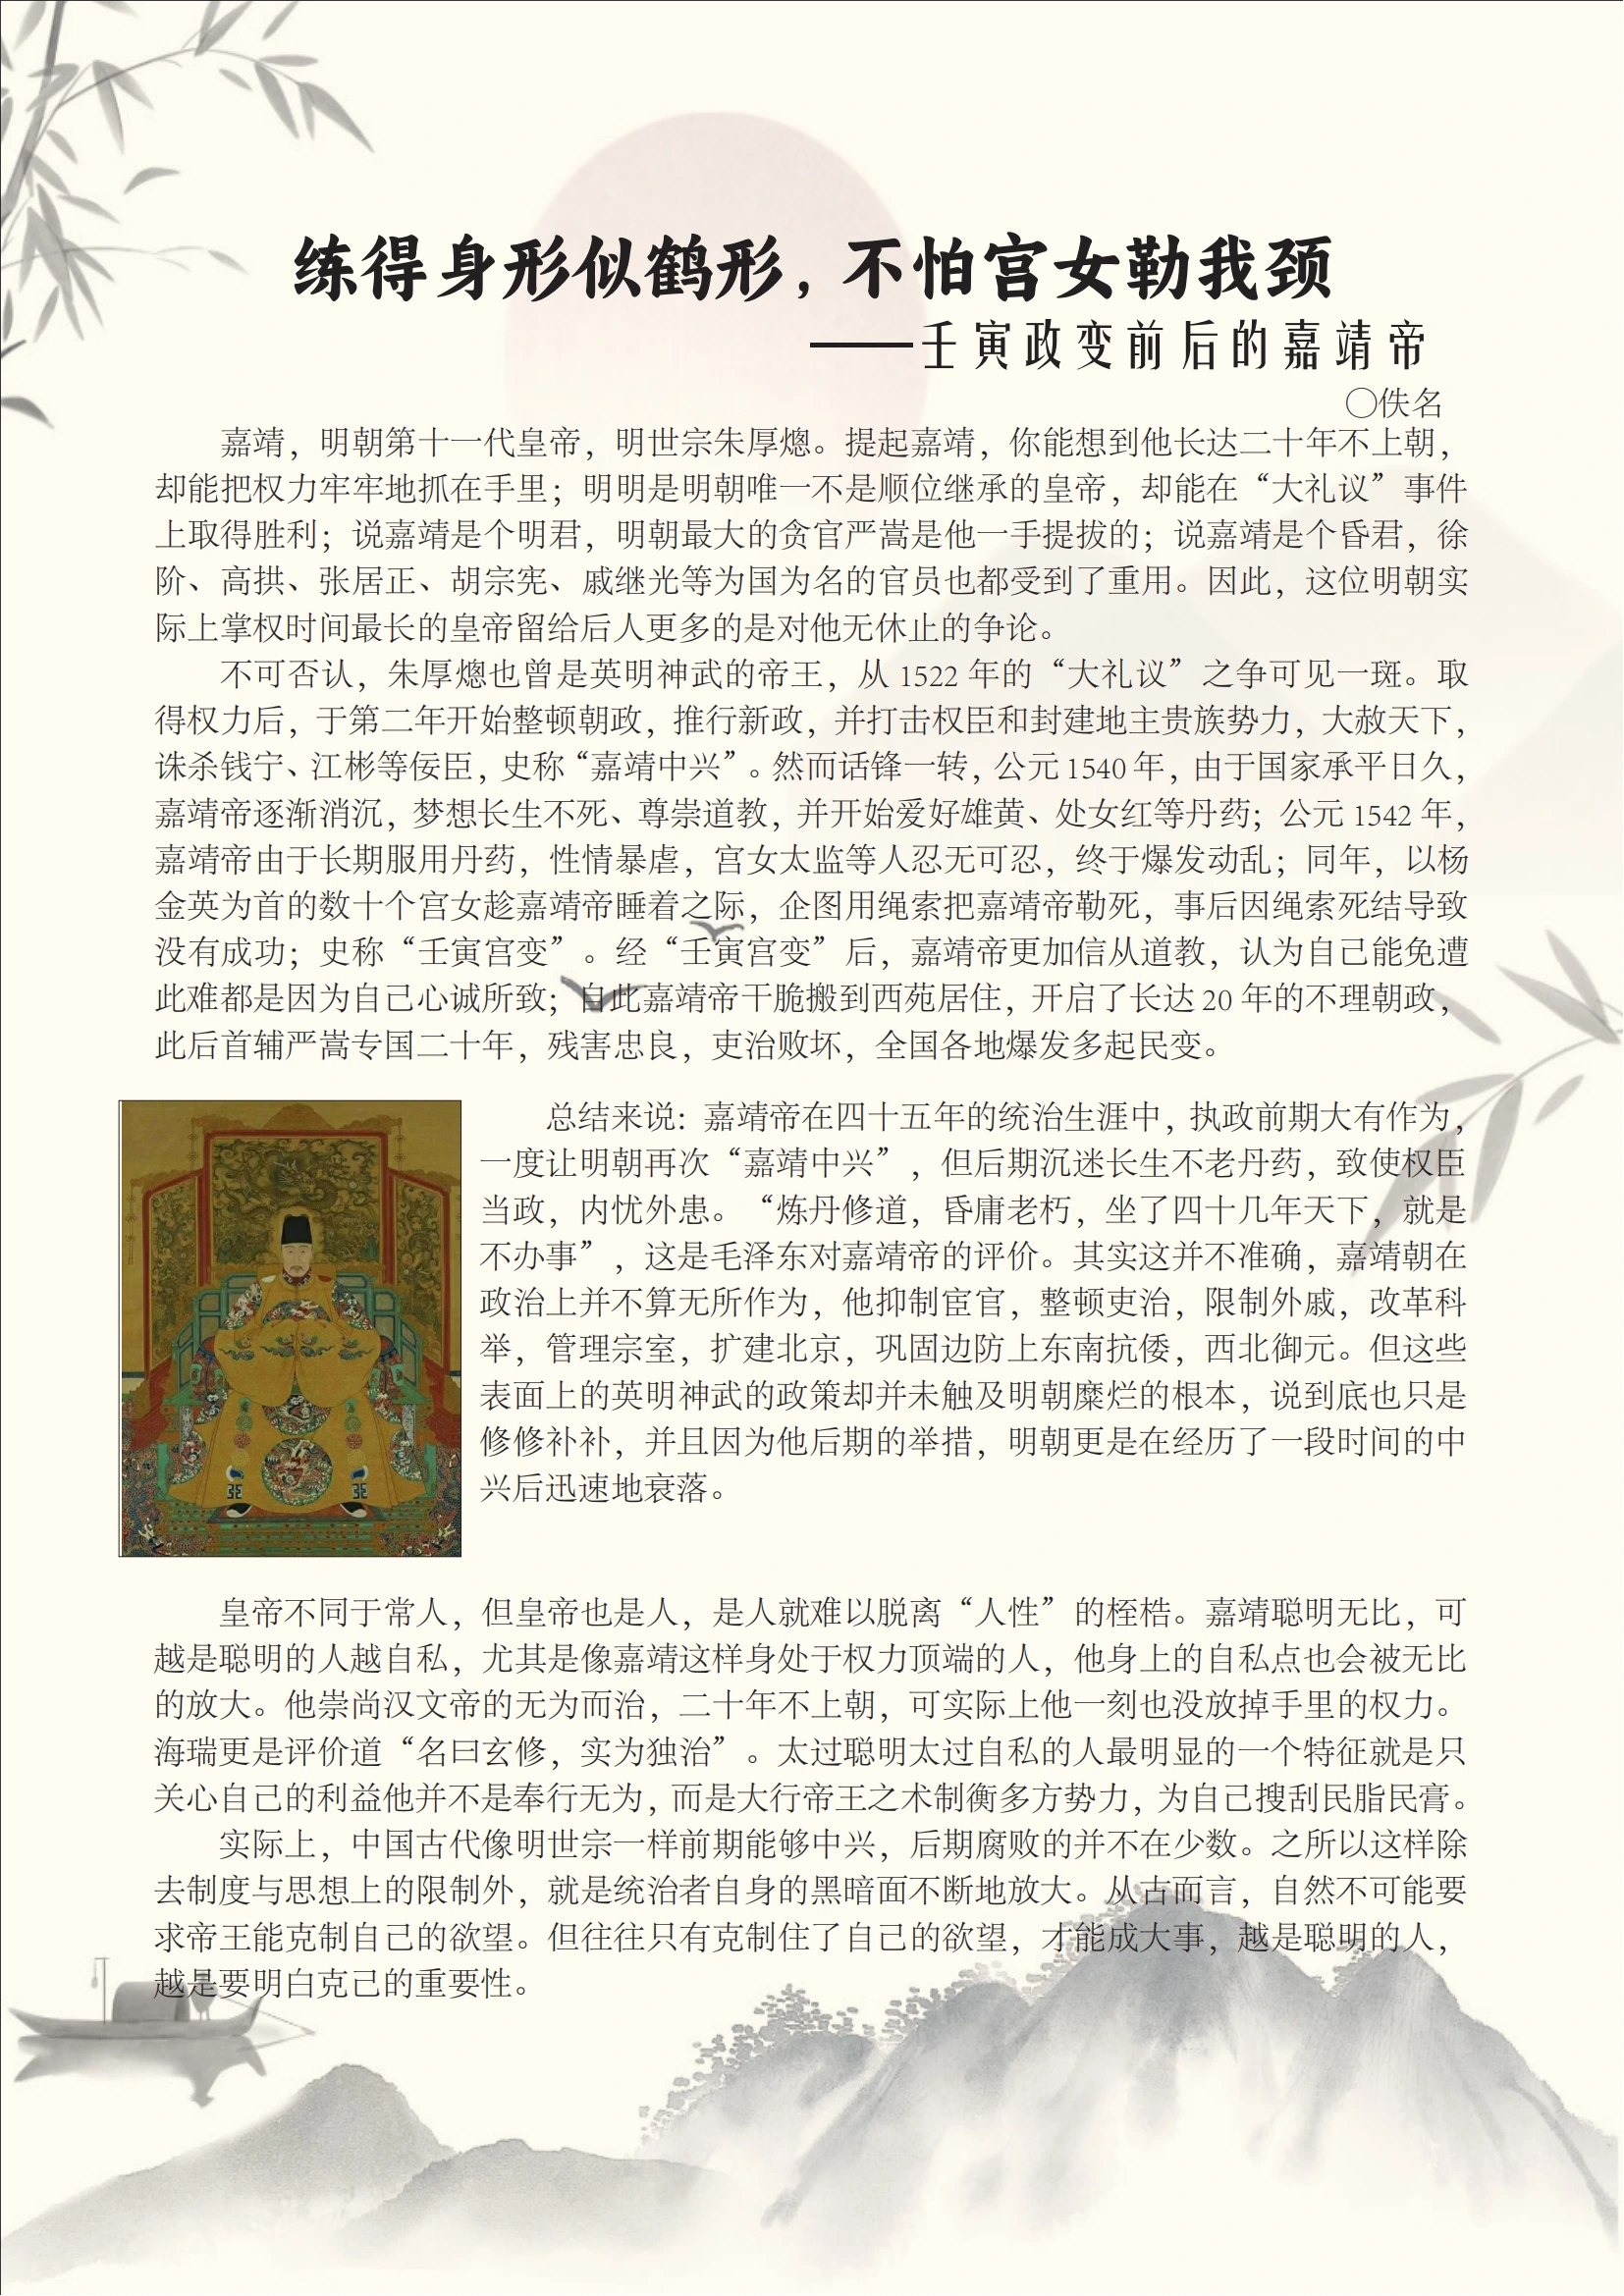 练得身形似鹤形，不怕宫女勒我颈
——壬寅政变前后的嘉靖帝
〇佚名
嘉靖，明朝第十一代皇帝，明世宗朱厚熜。提起嘉靖，你能想到他长达二十年不上朝，
却能把权力牢牢地抓在手里；明明是明朝唯一不是顺位继承的皇帝，却能在“大礼议”事件
上取得胜利；说嘉靖是个明君，明朝最大的贪官严嵩是他一手提拔的；说嘉靖是个昏君，徐
阶、高拱、张居正、胡宗宪、戚继光等为国为名的官员也都受到了重用。因此，这位明朝实
际上掌权时间最长的皇帝留给后人更多的是对他无休止的争论。
不可否认，朱厚熜也曾是英明神武的帝王，从 1522 年的“大礼议”之争可见一斑。取
得权力后，于第二年开始整顿朝政，推行新政，并打击权臣和封建地主贵族势力，大赦天下，
诛杀钱宁、江彬等佞臣，史称“嘉靖中兴”。然而话锋一转，公元 1540 年，由于国家承平日久，
嘉靖帝逐渐消沉，梦想长生不死、尊崇道教，并开始爱好雄黄、处女红等丹药；公元 1542 年，
嘉靖帝由于长期服用丹药，性情暴虐，宫女太监等人忍无可忍，终于爆发动乱；同年，以杨
金英为首的数十个宫女趁嘉靖帝睡着之际，企图用绳索把嘉靖帝勒死，事后因绳索死结导致
没有成功；史称“壬寅宫变”。经“壬寅宫变”后，嘉靖帝更加信从道教，认为自己能免遭
此难都是因为自己心诚所致；自此嘉靖帝干脆搬到西苑居住，开启了长达 20 年的不理朝政，
此后首辅严嵩专国二十年，残害忠良，吏治败坏，全国各地爆发多起民变。
总结来说：嘉靖帝在四十五年的统治生涯中，执政前期大有作为，
一度让明朝再次“嘉靖中兴”，但后期沉迷长生不老丹药，致使权臣
当政，内忧外患。“炼丹修道，昏庸老朽，坐了四十几年天下，就是
不办事”，这是毛泽东对嘉靖帝的评价。其实这并不准确，嘉靖朝在
政治上并不算无所作为，他抑制宦官，整顿吏治，限制外戚，改革科
举，管理宗室，扩建北京，巩固边防上东南抗倭，西北御元。但这些
表面上的英明神武的政策却并未触及明朝糜烂的根本，说到底也只是
修修补补，并且因为他后期的举措，明朝更是在经历了一段时间的中
兴后迅速地衰落。
皇帝不同于常人，但皇帝也是人，是人就难以脱离“人性”的桎梏。嘉靖聪明无比，可
越是聪明的人越自私，尤其是像嘉靖这样身处于权力顶端的人，他身上的自私点也会被无比
的放大。他崇尚汉文帝的无为而治，二十年不上朝，可实际上他一刻也没放掉手里的权力。
海瑞更是评价道“名曰玄修，实为独治”。太过聪明太过自私的人最明显的一个特征就是只
关心自己的利益他并不是奉行无为，而是大行帝王之术制衡多方势力，为自己搜刮民脂民膏。
实际上，中国古代像明世宗一样前期能够中兴，后期腐败的并不在少数。之所以这样除
去制度与思想上的限制外，就是统治者自身的黑暗面不断地放大。从古而言，自然不可能要
求帝王能克制自己的欲望。但往往只有克制住了自己的欲望，才能成大事，越是聪明的人，
越是要明白克己的重要性。